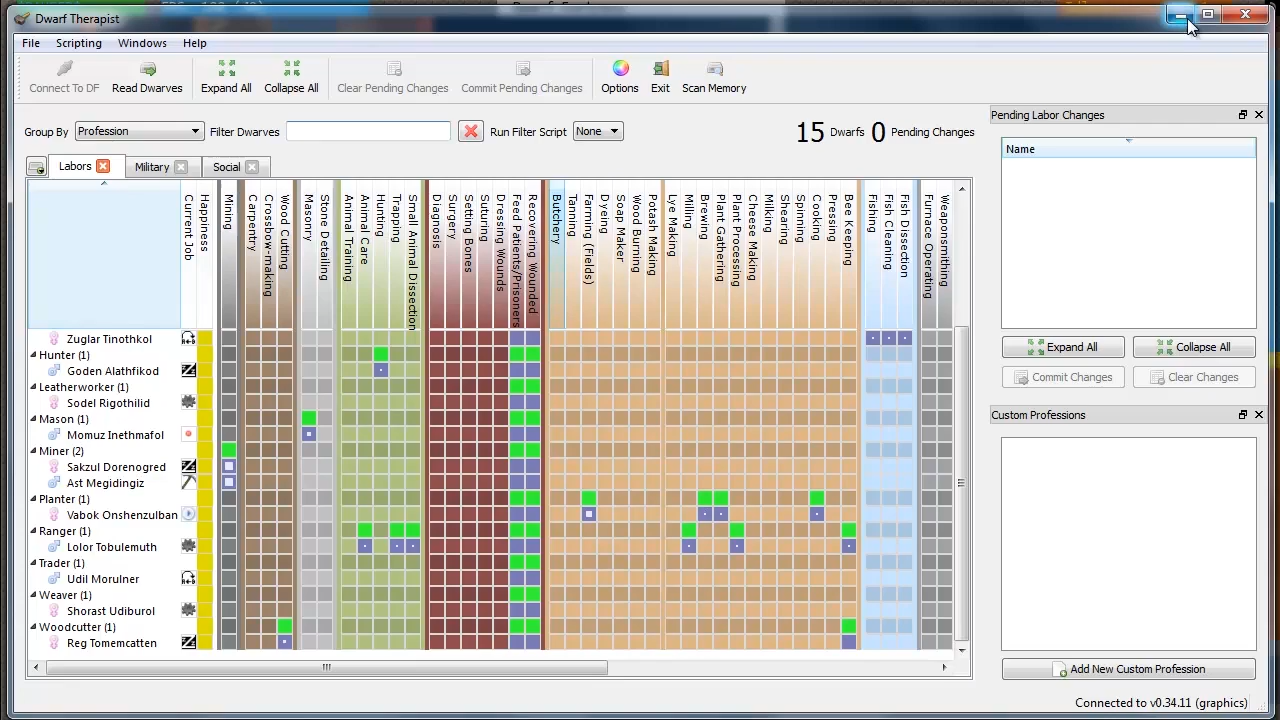 Dwarf Therapist
File Scripting Windows Help
Connect To DF Read Dwarves Expand All Collapse All Clear Pending Changes Commit Pending Changes Options Exit Scan Memory
Group By Profession Filter Dwarves Run Filter Script None 15 Dwarfs 0 Pending Changes
Labors Military Social
Current Job
Happiness
Mining
Carpentry
Crossbow-making
Wood Cutting
Masonry
Stone Detailing
Animal Training
Animal Care
Hunting
Trapping
Small Animal Dissection
Diagnosis
Surgery
Setting Bones
Suturing
Dressing Wounds
Feed Patients/Prisoners
Recovering Wounded
Butchery
Tanning
Farming (Fields)
Dyeing
Soap Maker
Wood Burning
Potash Making
Lye Making
Milling
Brewing
Plant Gathering
Plant Processing
Cheese Making
Milking
Shearing
Spinning
Cooking
Pressing
Bee Keeping
Fishing
Fish Cleaning
Fish Dissection
Furnace Operating
Weaponsmithing
Zuglar Tinothkol
Hunter (1)
Goden Alathfikod
Leatherworker (1)
Sodel Rigothilid
Mason (1)
Momuz Inethmafol
Miner (2)
Sakzul Dorenogred
Ast Megidingiz
Planter (1)
Vabok Onshenzulban
Ranger (1)
Lolor Tobulemuth
Trader (1)
Udil Morulner
Weaver (1)
Shorast Udiburol
Woodcutter (1)
Reg Tomemcatten
Pending Labor Changes
Name
Expand All Collapse All
Commit Changes Clear Changes
Custom Professions
Add New Custom Profession
Connected to v0.34.11 (graphics)